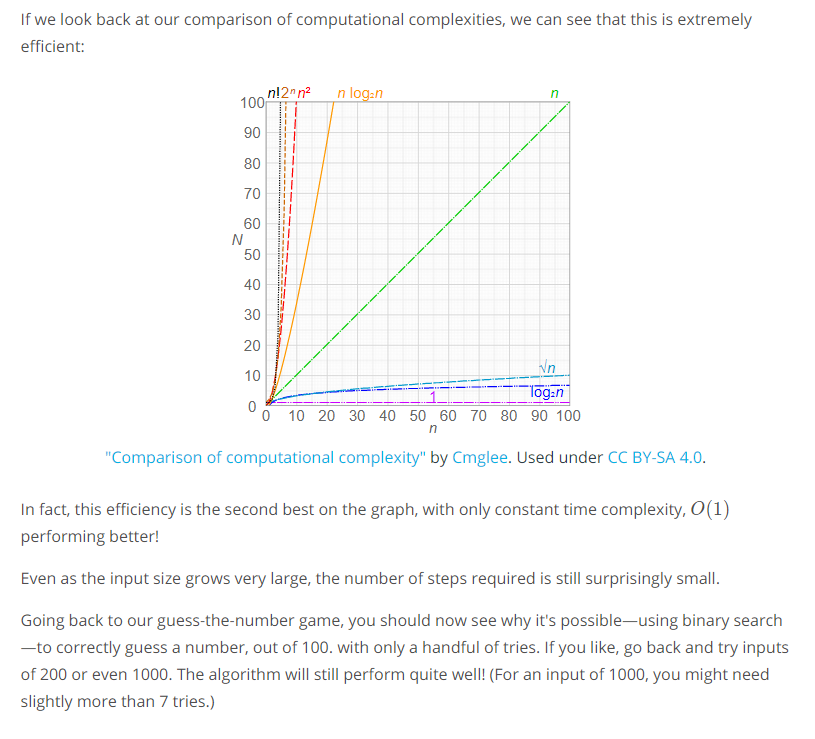 If we look back at our comparison of computational complexities, we can see that this is extremely
efficient:
n! 2ⁿ n² n log₂n n
100
90
80
70
60
N
50
40
30
20
10
√n
log₂n
1
0
0 10 20 30 40 50 60 70 80 90 100
n
"Comparison of computational complexity" by Cmglee. Used under CC BY-SA 4.0.
In fact, this efficiency is the second best on the graph, with only constant time complexity, O(1)
performing better!
Even as the input size grows very large, the number of steps required is still surprisingly small.
Going back to our guess-the-number game, you should now see why it's possible—using binary search
—to correctly guess a number, out of 100. with only a handful of tries. If you like, go back and try inputs
of 200 or even 1000. The algorithm will still perform quite well! (For an input of 1000, you might need
slightly more than 7 tries.)